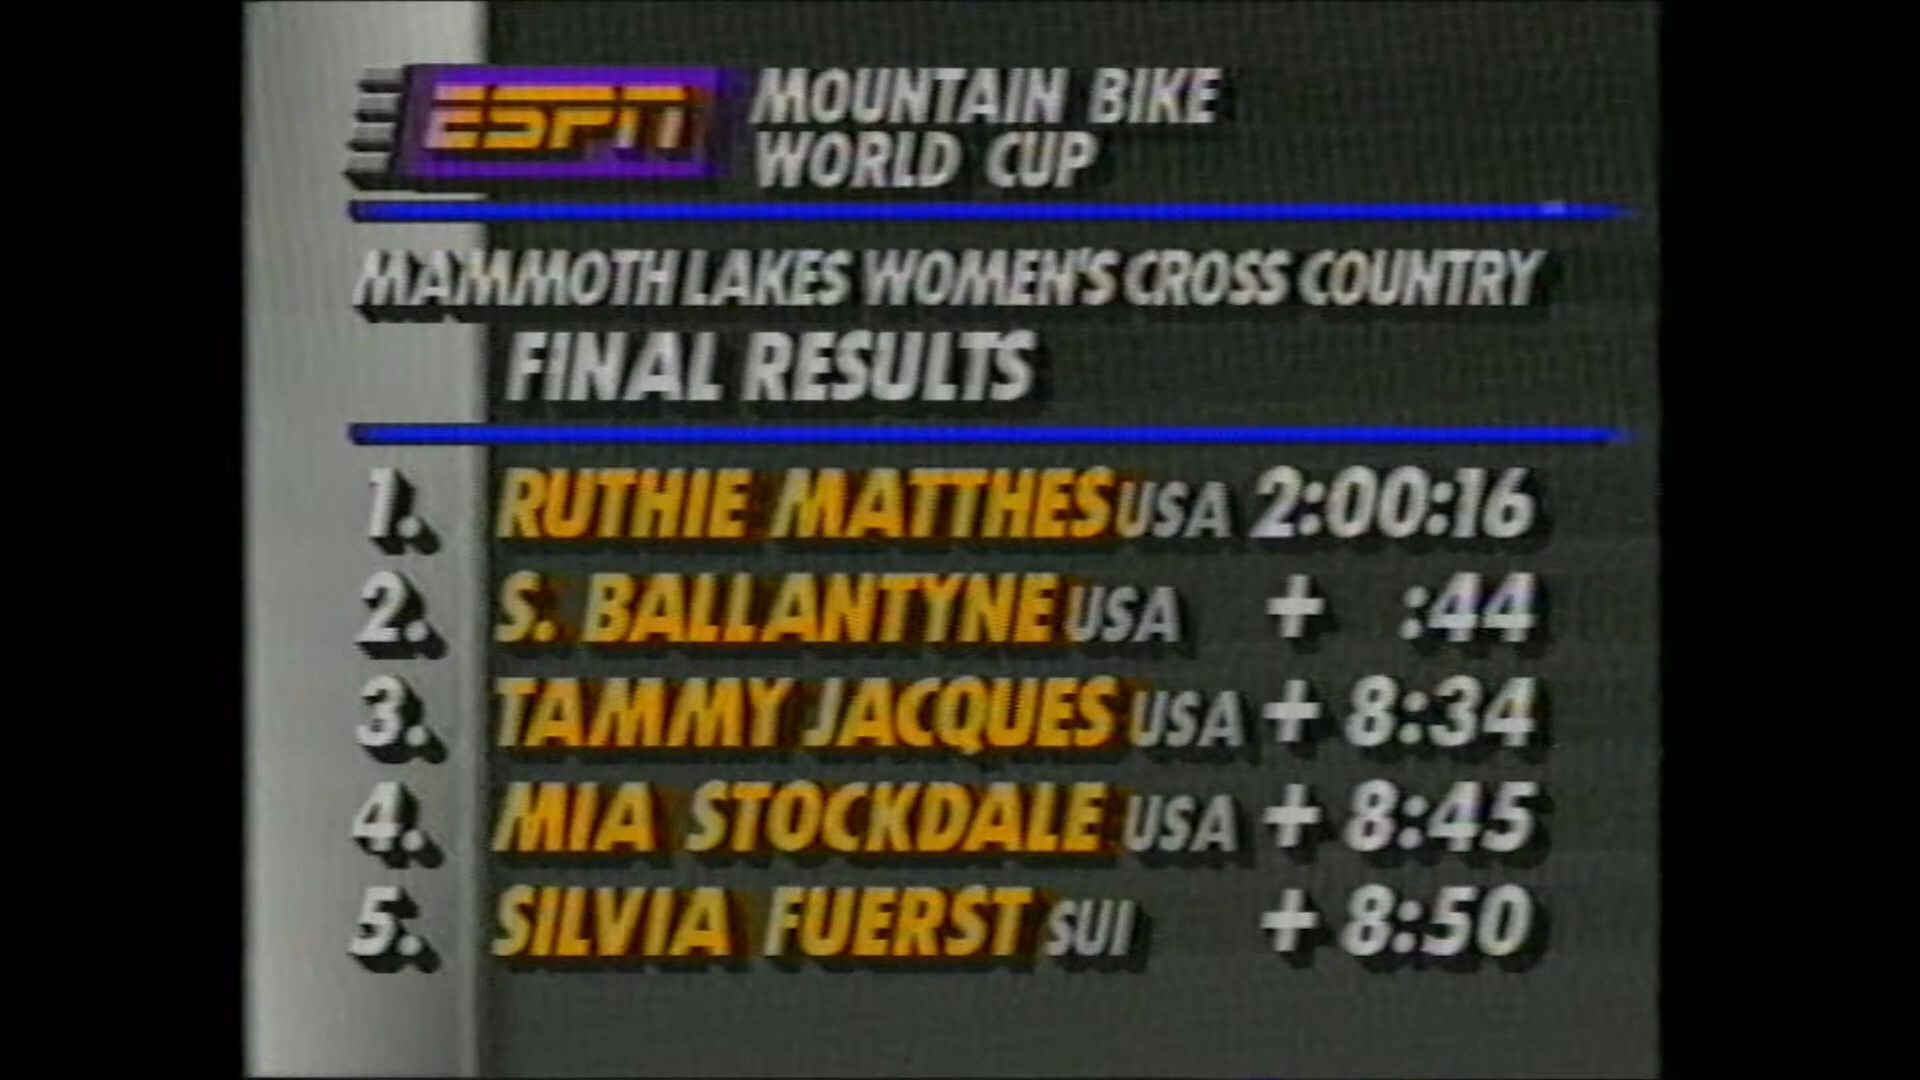 ESPN MOUNTAIN BIKE
WORLD CUP
MAMMOTH LAKES WOMEN'S CROSS COUNTRY
FINAL RESULTS
1. RUTHIE MATTHES USA 2:00:16
2. S. BALLANTYNE USA + :44
3. TAMMY JACQUES USA + 8:34
4. MIA STOCKDALE USA + 8:45
5. SILVIA FUERST SUI + 8:50